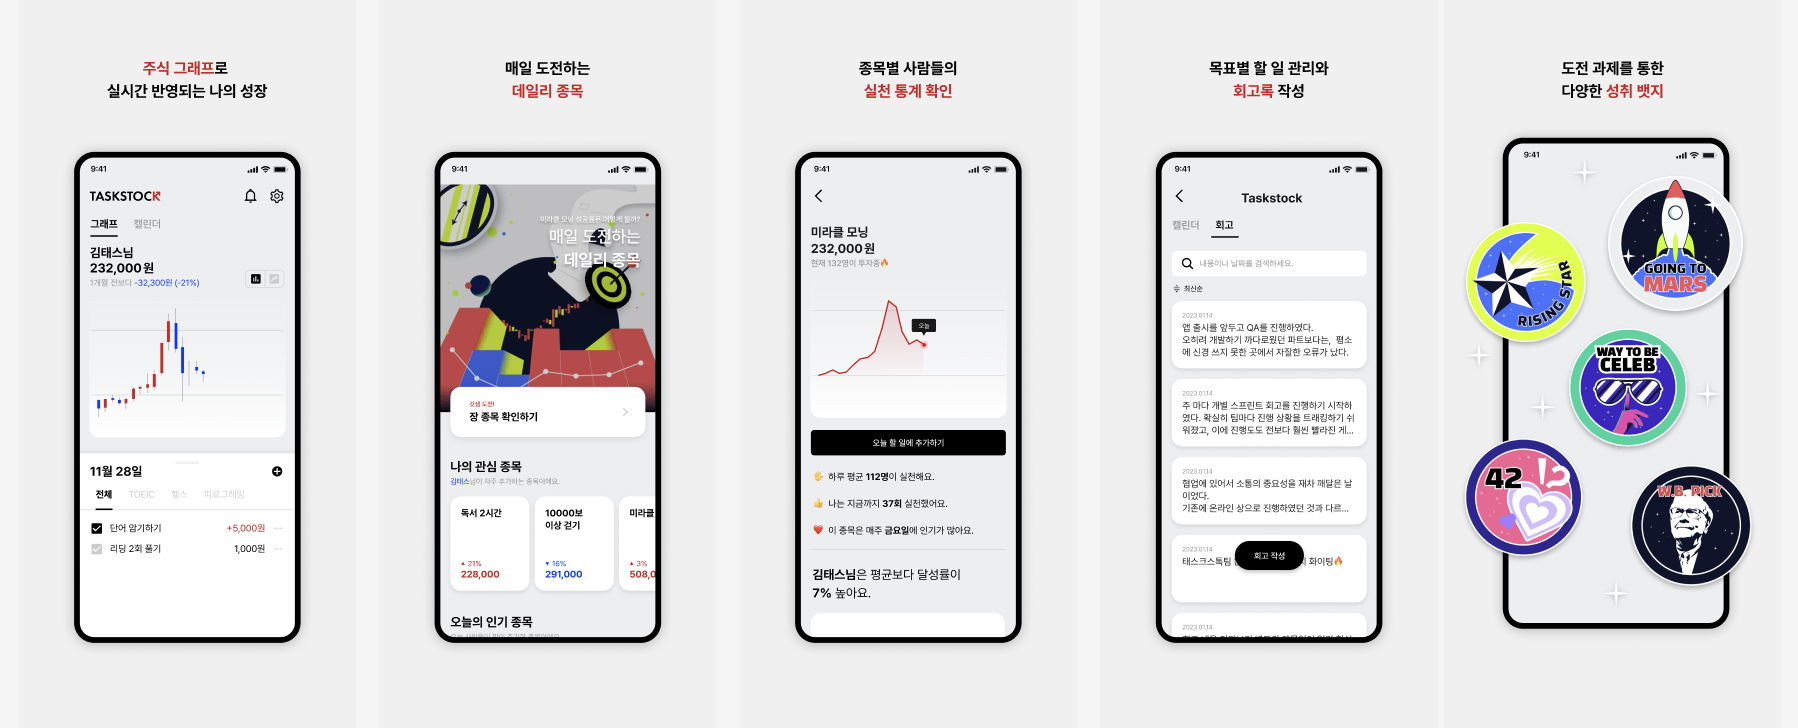 주식 그래프로
실시간 반영되는 나의 성장
9:41
TASKSTOCK
그래프 캘린더
김태스님
232,000원
1개월 전보다 -32,300원 (-21%)
11월 28일
전체 TOEIC 헬스 피로그래밍
단어 암기하기 +5,000원
리딩 2회 풀기 1,000원
매일 도전하는
데일리 종목
9:41
미라클 모닝 성공률은 어떻게 될까?
매일 도전하는
데일리 종목
갓생 도전!
장 종목 확인하기
나의 관심 종목
김태스님이 자주 추가하는 종목이에요.
독서 2시간
21%
228,000
10000보
이상 걷기
16%
291,000
미라클
3%
508,0
오늘의 인기 종목
종목별 사람들의
실천 통계 확인
9:41
미라클 모닝
232,000원
현재 132명이 투자중🔥
오늘
오늘 할 일에 추가하기
🖐 하루 평균 112명이 실천해요.
👍 나는 지금까지 37회 실천했어요.
❤️ 이 종목은 매주 금요일에 인기가 많아요.
김태스님은 평균보다 달성률이
7% 높아요.
목표별 할 일 관리와
회고록 작성
9:41
Taskstock
캘린더 회고
내용이나 날짜를 검색하세요.
최신순
2023.01.14
앱 출시를 앞두고 QA를 진행하였다.
오히려 개발하기 까다로웠던 파트보다는, 평소
에 신경 쓰지 못한 곳에서 자잘한 오류가 났다.
2023.01.14
주 마다 개별 스프린트 회고를 진행하기 시작하
였다. 확실히 팀마다 진행 상황을 트래킹하기 쉬
워졌고, 이에 진행도도 전보다 훨씬 빨라진 게...
2023.01.14
협업에 있어서 소통의 중요성을 재차 깨달은 날
이었다.
기존에 온라인 상으로 진행하였던 것과 다르...
2023.01.14
태스크스톡팀
화이팅🔥
회고 작성
2023.01.14
도전 과제를 통한
다양한 성취 뱃지
9:41
GOING TO
MARS
RISING STAR
WAY TO BE
CELEB
42 !?
W.B. PICK